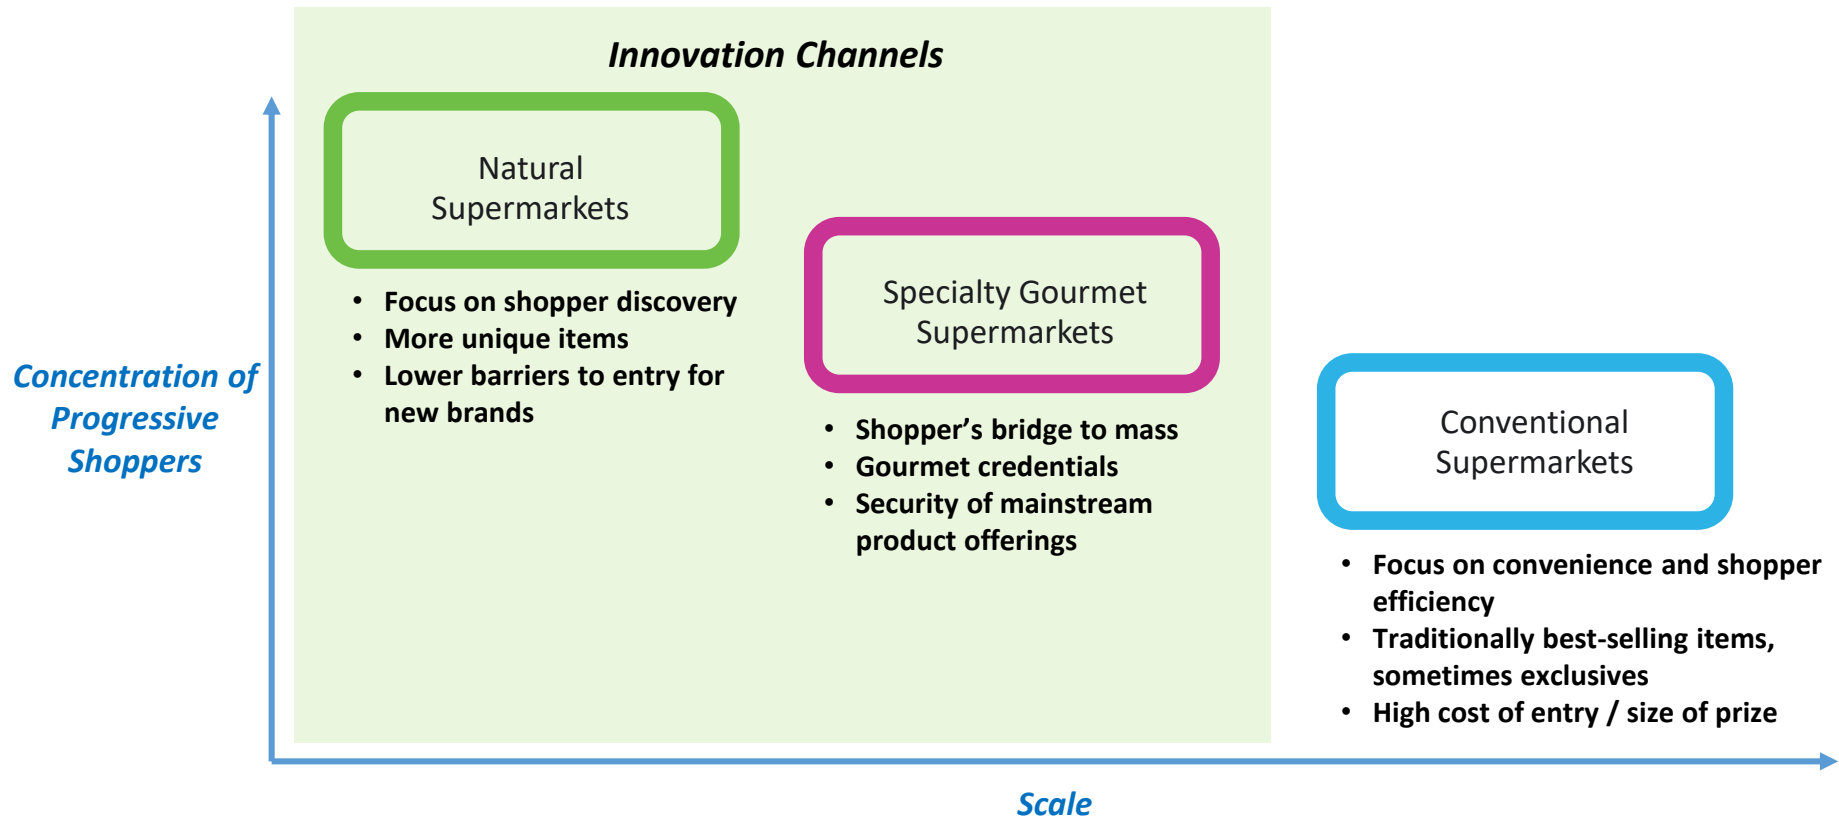 Innovation Channels
Natural
Supermarkets
• Focus on shopper discovery
• More unique items
• Lower barriers to entry for
new brands
Specialty Gourmet
Supermarkets
• Shopper’s bridge to mass
• Gourmet credentials
• Security of mainstream
product offerings
Conventional
Supermarkets
• Focus on convenience and shopper
efficiency
• Traditionally best-selling items,
sometimes exclusives
• High cost of entry / size of prize
Concentration of
Progressive
Shoppers
Scale